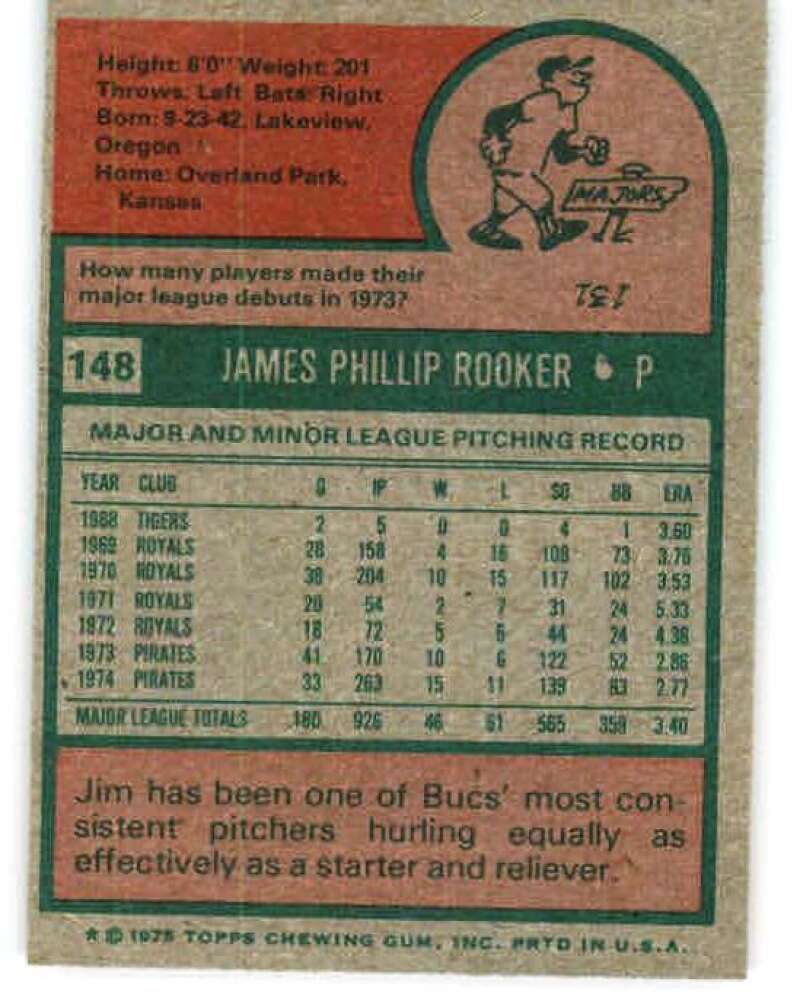 Height: 6'0" Weight: 201
Throws: Left Bats: Right
Born: 9-23-42, Lakeview,
Oregon
Home: Overland Park,
Kansas
MAJORS
How many players made their
major league debuts in 1973?
131
148 JAMES PHILLIP ROOKER • P
MAJOR AND MINOR LEAGUE PITCHING RECORD
YEAR CLUB G IP W L SO BB ERA
1968 TIGERS 2 5 0 0 4 1 3.60
1969 ROYALS 28 158 4 16 108 73 3.76
1970 ROYALS 38 204 10 15 117 102 3.53
1971 ROYALS 20 54 2 7 31 24 5.33
1972 ROYALS 18 72 5 6 44 24 4.38
1973 PIRATES 41 170 10 6 122 52 2.86
1974 PIRATES 33 263 15 11 139 83 2.77
MAJOR LEAGUE TOTALS 180 926 46 61 565 359 3.40
Jim has been one of Bucs' most con-
sistent pitchers hurling equally as
effectively as a starter and reliever.
* © 1975 TOPPS CHEWING GUM, INC. PRTD IN U.S.A.